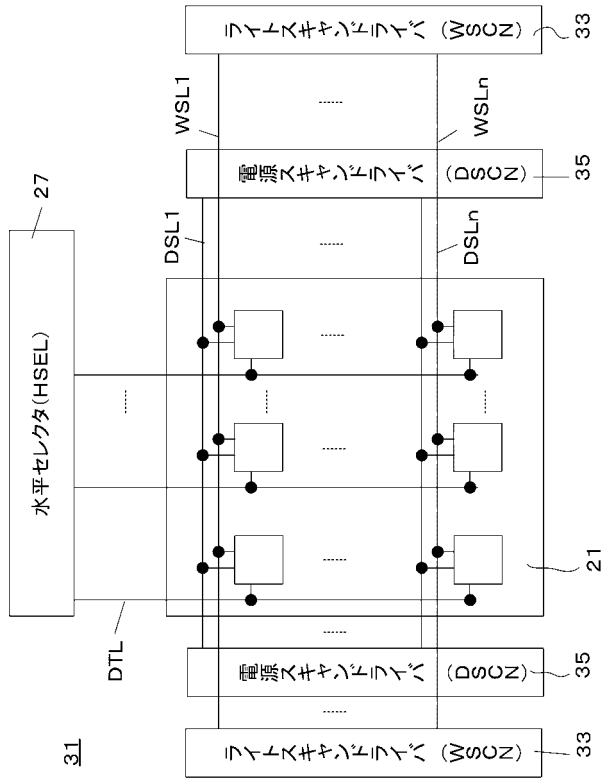 ライトスキャンドライバ(WSCN)
33
WSL1
WSLn
電源スキャンドライバ(DSCN)
35
27
DSL1
DSLn
水平セレクタ(HSEL)
21
DTL
電源スキャンドライバ(DSCN)
35
31
ライトスキャンドライバ(WSCN)
33